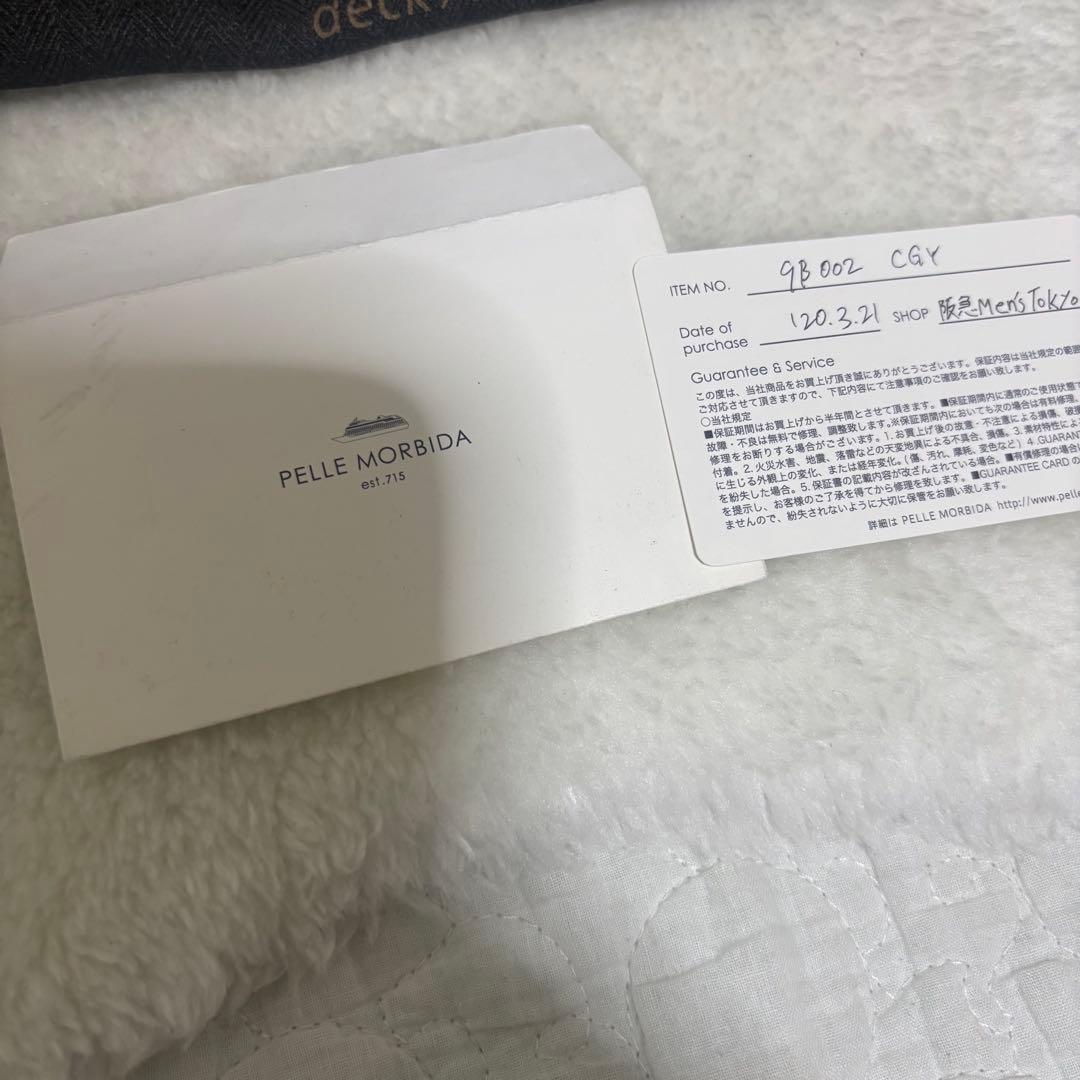 deck
PELLE MORBIDA
est.715
ITEM NO. 9B002 CGY
Date of purchase '20.3.21 SHOP 阪急Men'sTokyo
Guarantee & Service
この度は、当社商品をお買上げ頂き誠にありがとうございます。保証内容は当社規定の範囲
ご対応させて頂きますので、下記内容にて注意事項のご確認をお願い致します。
○当社規定
■保証期間はお買上げから半年間とさせて頂きます。■保証期間内に通常のご使用状態で
故障・不良は無料で修理、調整致します。※保証期間内においても次の場合は有料修理、
修理をお断りする場合がございます。1.お買上げ後の故意・不注意による損傷、破損
付着。2.火災水害、地震、落雷などの天変地異による不具合、損傷。3.素材特性によ
に生じる外観上の変化、または経年変化。(傷、汚れ、摩耗、変色など) 4.GUARANT
を紛失した場合。5.保証書の記載内容が改ざんされている場合。■有償修理の場合
を提示し、お客様のご了承を得てから修理を致します。■GUARANTEE CARD の
ませんので、紛失されないように大切に保管をお願い致します。
詳細は PELLE MORBIDA http://www.pelle